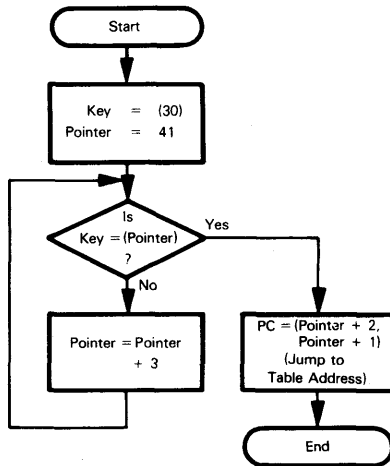 Start
Key = (30)
Pointer = 41
Is
Key = (Pointer)
?
Yes
No
Pointer = Pointer
+ 3
PC = (Pointer + 2,
Pointer + 1)
(Jump to
Table Address)
End